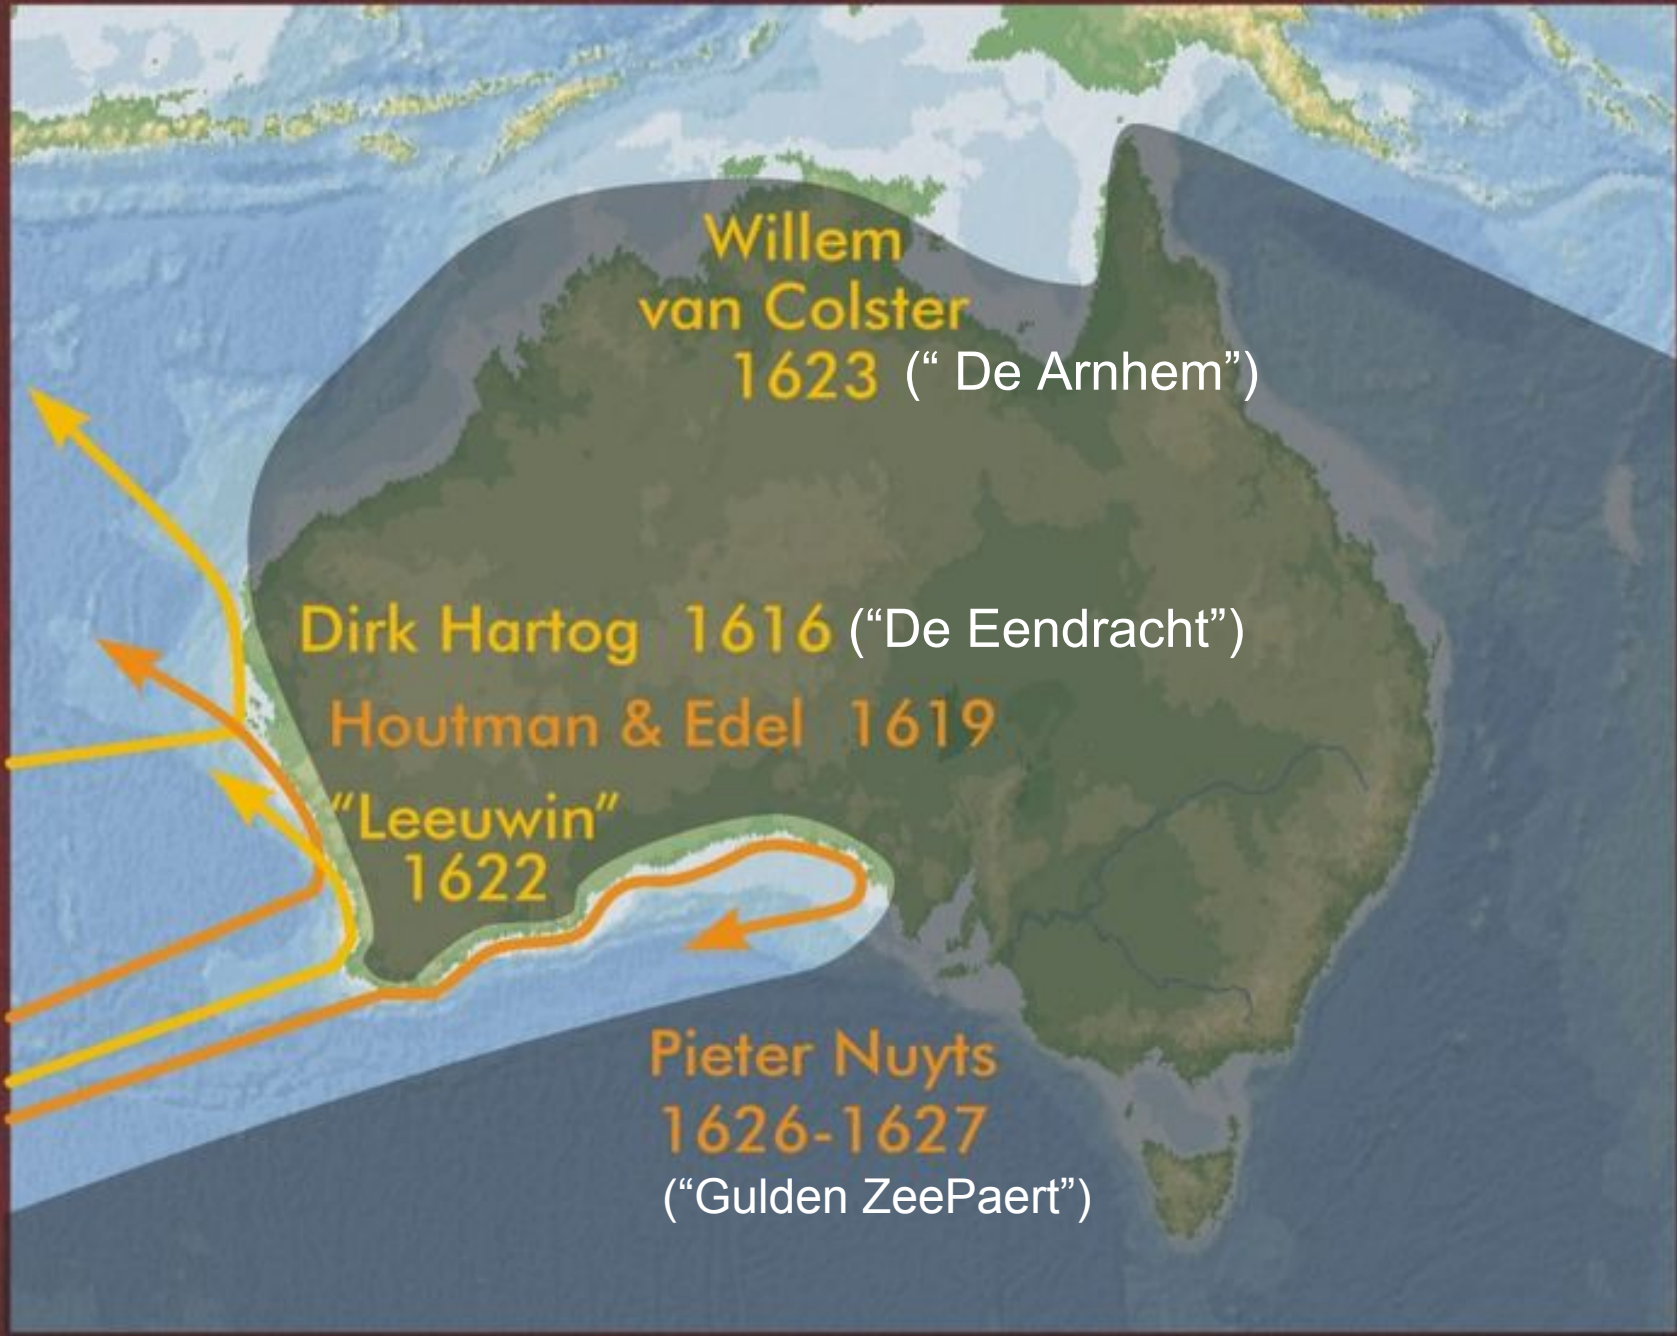 Willem
van Colster
1623 (“ De Arnhem”)
Dirk Hartog 1616 (“De Eendracht”)
Houtman & Edel 1619
“Leeuwin”
1622
Pieter Nuyts
1626-1627
(“Gulden ZeePaert”)